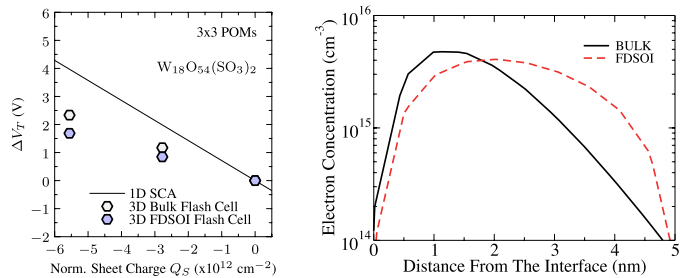 3x3 POMs
W18O54(SO3)2
ΔVT (V)
6
5
4
3
2
1
0
−1
−2
1D SCA
3D Bulk Flash Cell
3D FDSOI Flash Cell
−6 −5 −4 −3 −2 −1 0
Norm. Sheet Charge QS (x10^12 cm^−2)
Electron Concentration (cm^-3)
10^16
10^15
10^14
BULK
FDSOI
0 1 2 3 4 5
Distance From The Interface (nm)